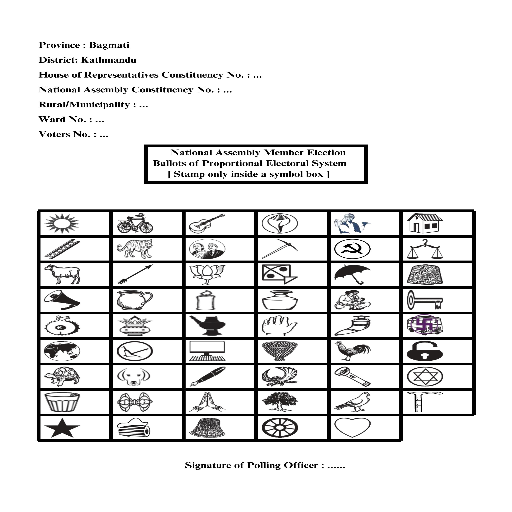 Province : Bagmati
District: Kathmandu
House of Representatives Constituency No. : ...
National Assembly Constituency No. : ...
Rural/Municipality : ...
Ward No. : ...
Voters No. : ...
National Assembly Member Election
Ballots of Proportional Electoral System
[ Stamp only inside a symbol box ]
Signature of Polling Officer : ......